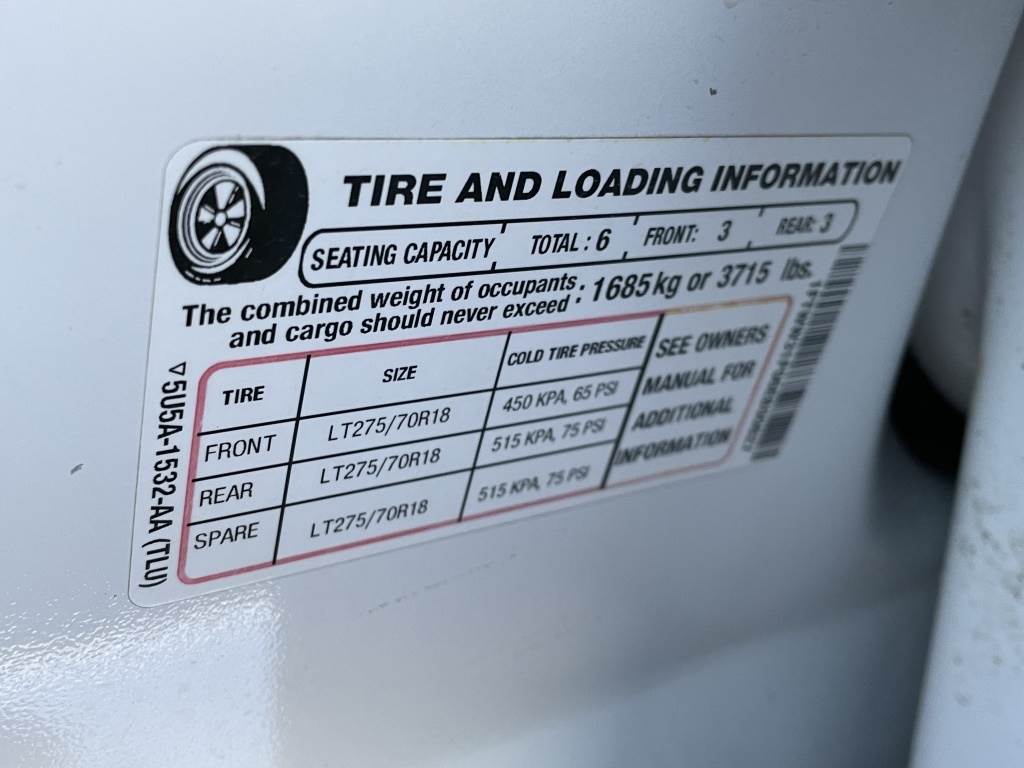 TIRE AND LOADING INFORMATION
SEATING CAPACITY TOTAL : 6 FRONT: 3 REAR: 3
The combined weight of occupants
and cargo should never exceed : 1685kg or 3715 lbs.
TIRE SIZE COLD TIRE PRESSURE SEE OWNERS
FRONT LT275/70R18 450 KPA, 65 PSI MANUAL FOR
REAR LT275/70R18 515 KPA, 75 PSI ADDITIONAL
SPARE LT275/70R18 515 KPA, 75 PSI INFORMATION
5U5A-1532-AA (TLU)